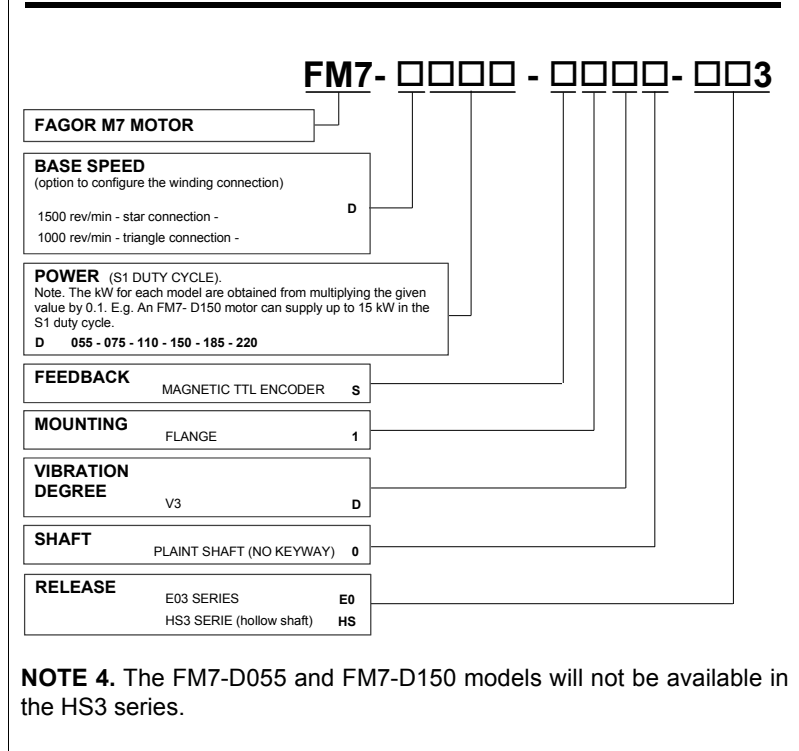 FM7- □□□□ - □□□□- □□3
FAGOR M7 MOTOR
BASE SPEED
(option to configure the winding connection)
D
1500 rev/min - star connection -
1000 rev/min - triangle connection -
POWER (S1 DUTY CYCLE).
Note. The kW for each model are obtained from multiplying the given
value by 0.1. E.g. An FM7- D150 motor can supply up to 15 kW in the
S1 duty cycle.
D 055 - 075 - 110 - 150 - 185 - 220
FEEDBACK
MAGNETIC TTL ENCODER S
MOUNTING
FLANGE 1
VIBRATION
DEGREE
V3 D
SHAFT
PLAINT SHAFT (NO KEYWAY) 0
RELEASE
E03 SERIES E0
HS3 SERIE (hollow shaft) HS
NOTE 4. The FM7-D055 and FM7-D150 models will not be available in
the HS3 series.